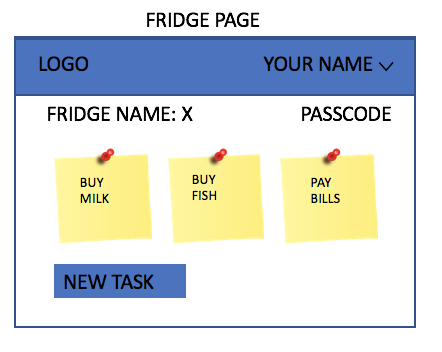 FRIDGE PAGE
LOGO
YOUR NAME
FRIDGE NAME: X
PASSCODE
BUY
MILK
BUY
FISH
PAY
BILLS
NEW TASK